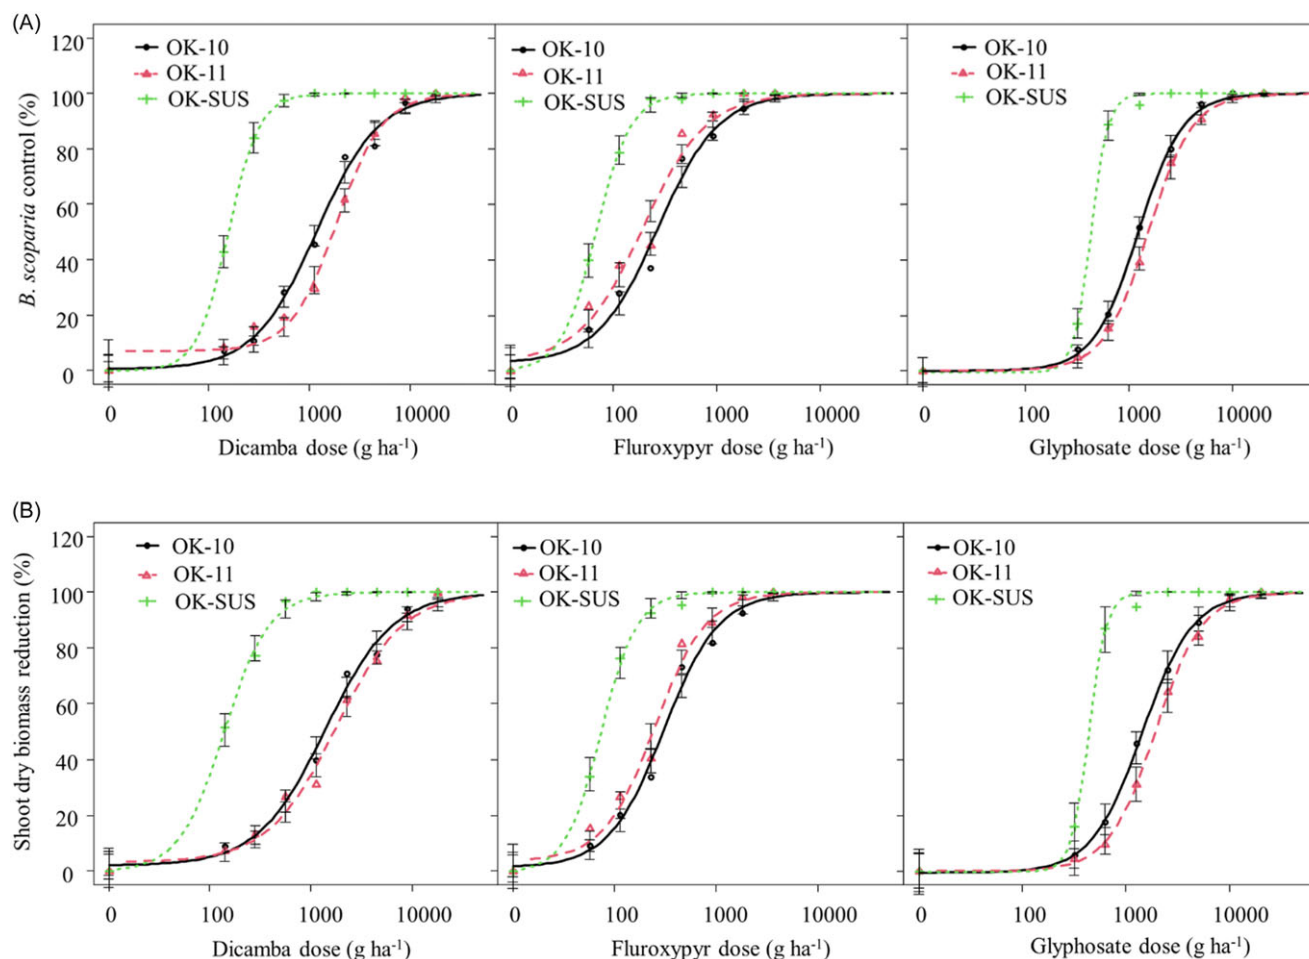 (A)
B. scoparia control (%)
120
100
80
60
40
20
0
OK-10
OK-11
OK-SUS
0 100 1000 10000
Dicamba dose (g ha⁻¹)
OK-10
OK-11
OK-SUS
0 100 1000 10000
Fluroxypyr dose (g ha⁻¹)
OK-10
OK-11
OK-SUS
0 100 1000 10000
Glyphosate dose (g ha⁻¹)
(B)
Shoot dry biomass reduction (%)
120
100
80
60
40
20
0
OK-10
OK-11
OK-SUS
0 100 1000 10000
Dicamba dose (g ha⁻¹)
OK-10
OK-11
OK-SUS
0 100 1000 10000
Fluroxypyr dose (g ha⁻¹)
OK-10
OK-11
OK-SUS
0 100 1000 10000
Glyphosate dose (g ha⁻¹)